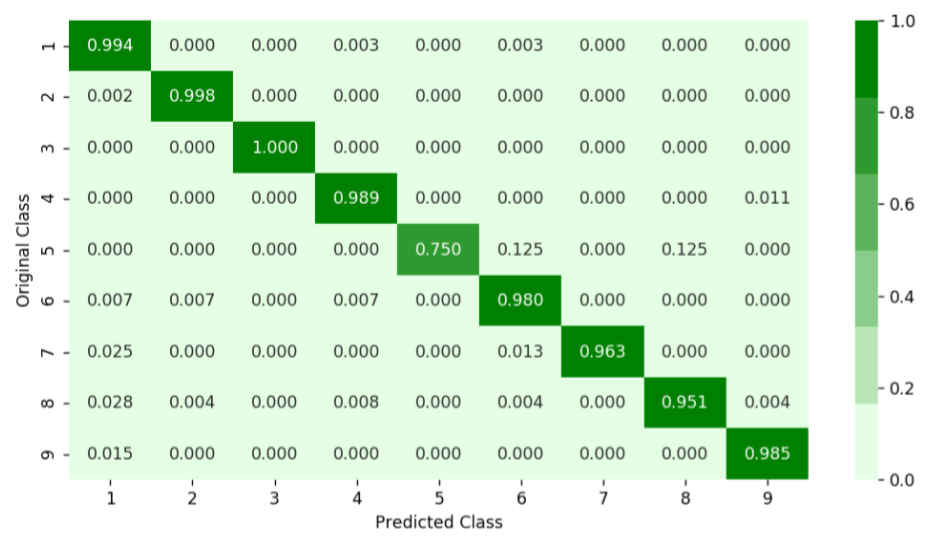 1 0.994 0.000 0.000 0.003 0.000 0.003 0.000 0.000 0.000
2 0.002 0.998 0.000 0.000 0.000 0.000 0.000 0.000 0.000
3 0.000 0.000 1.000 0.000 0.000 0.000 0.000 0.000 0.000
4 0.000 0.000 0.000 0.989 0.000 0.000 0.000 0.000 0.011
5 0.000 0.000 0.000 0.000 0.750 0.125 0.000 0.125 0.000
6 0.007 0.007 0.000 0.007 0.000 0.980 0.000 0.000 0.000
7 0.025 0.000 0.000 0.000 0.000 0.013 0.963 0.000 0.000
8 0.028 0.004 0.000 0.008 0.000 0.004 0.000 0.951 0.004
9 0.015 0.000 0.000 0.000 0.000 0.000 0.000 0.000 0.985
1 2 3 4 5 6 7 8 9
Predicted Class
Original Class
1.0
0.8
0.6
0.4
0.2
0.0